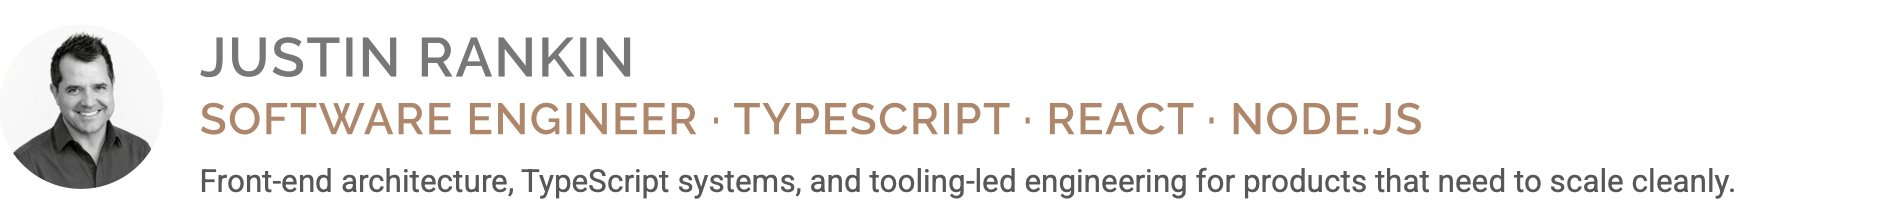 JUSTIN RANKIN
SOFTWARE ENGINEER · TYPESCRIPT · REACT · NODE.JS
Front-end architecture, TypeScript systems, and tooling-led engineering for products that need to scale cleanly.